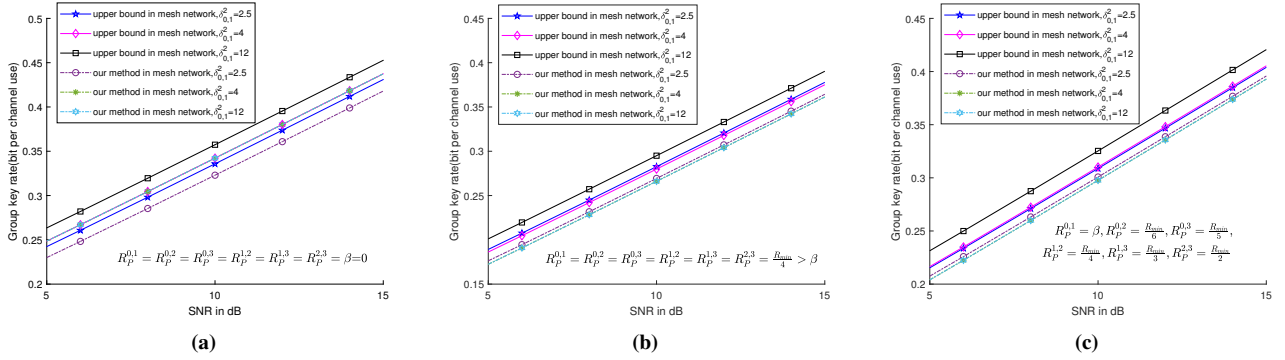 0.5
0.45
0.4
0.35
0.3
0.25
0.2
Group key rate(bit per channel use)
upper bound in mesh network,δ²₀,₁=2.5
upper bound in mesh network,δ²₀,₁=4
upper bound in mesh network,δ²₀,₁=12
our method in mesh network,δ²₀,₁=2.5
our method in mesh network,δ²₀,₁=4
our method in mesh network,δ²₀,₁=12
R_P^{0,1} = R_P^{0,2} = R_P^{0,3} = R_P^{1,2} = R_P^{1,3} = R_P^{2,3} = β=0
5 10 15
SNR in dB
(a)
0.45
0.35
0.25
0.15
Group key rate(bit per channel use)
upper bound in mesh network,δ²₀,₁=2.5
upper bound in mesh network,δ²₀,₁=4
upper bound in mesh network,δ²₀,₁=12
our method in mesh network,δ²₀,₁=2.5
our method in mesh network,δ²₀,₁=4
our method in mesh network,δ²₀,₁=12
R_P^{0,1} = R_P^{0,2} = R_P^{0,3} = R_P^{1,2} = R_P^{1,3} = R_P^{2,3} = R_min/4 > β
5 10 15
SNR in dB
(b)
0.45
0.4
0.35
0.3
0.25
0.2
Group key rate(bit per channel use)
upper bound in mesh network,δ²₀,₁=2.5
upper bound in mesh network,δ²₀,₁=4
upper bound in mesh network,δ²₀,₁=12
our method in mesh network,δ²₀,₁=2.5
our method in mesh network,δ²₀,₁=4
our method in mesh network,δ²₀,₁=12
R_P^{0,1} = β, R_P^{0,2} = R_min/6, R_P^{0,3} = R_min/5,
R_P^{1,2} = R_min/4, R_P^{1,3} = R_min/3, R_P^{2,3} = R_min/2
5 10 15
SNR in dB
(c)